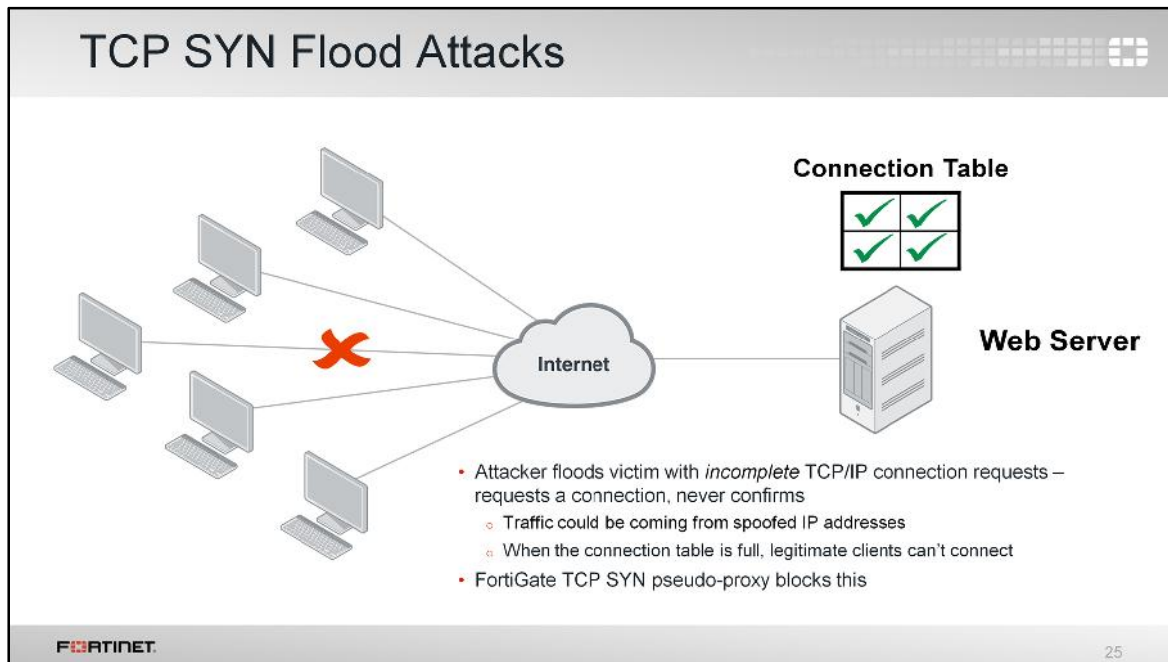 TCP SYN Flood Attacks
Connection Table
Internet
Web Server
• Attacker floods victim with incomplete TCP/IP connection requests –
requests a connection, never confirms
o Traffic could be coming from spoofed IP addresses
o When the connection table is full, legitimate clients can't connect
• FortiGate TCP SYN pseudo-proxy blocks this
FORTINET.
25